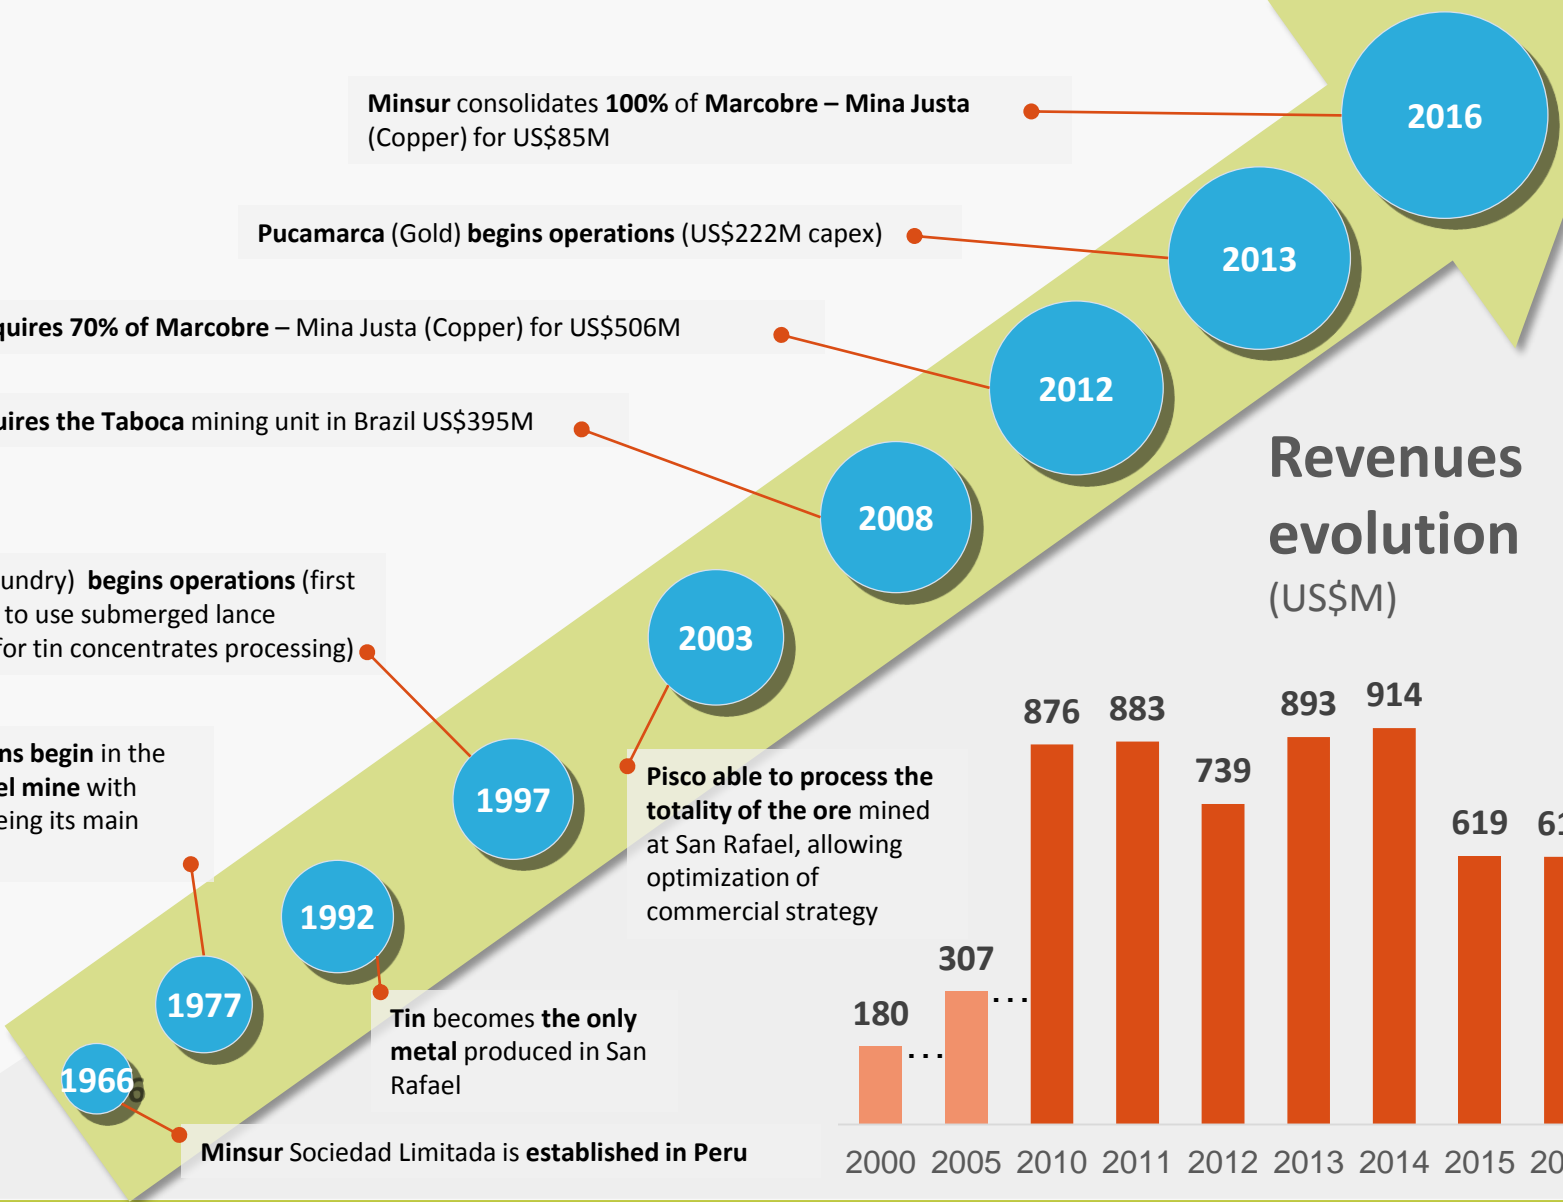 2016
Minsur consolidates 100% of Marcobre – Mina Justa
(Copper) for US$85M
2013
Pucamarca (Gold) begins operations (US$222M capex)
2012
70% of Marcobre – Mina Justa (Copper) for US$506M
2008
the Taboca mining unit in Brazil US$395M
Revenues
evolution
(US$M)
2003
begins operations (first
to use submerged lance
for tin concentrates processing)
1997
begin in the
mine with
its main
Pisco able to process the
totality of the ore mined
at San Rafael, allowing
optimization of
commercial strategy
1992
1977
Tin becomes the only
metal produced in San
Rafael
1966
Minsur Sociedad Limitada is established in Peru
180 307 876 883 739 893 914 619
2000 2005 2010 2011 2012 2013 2014 2015